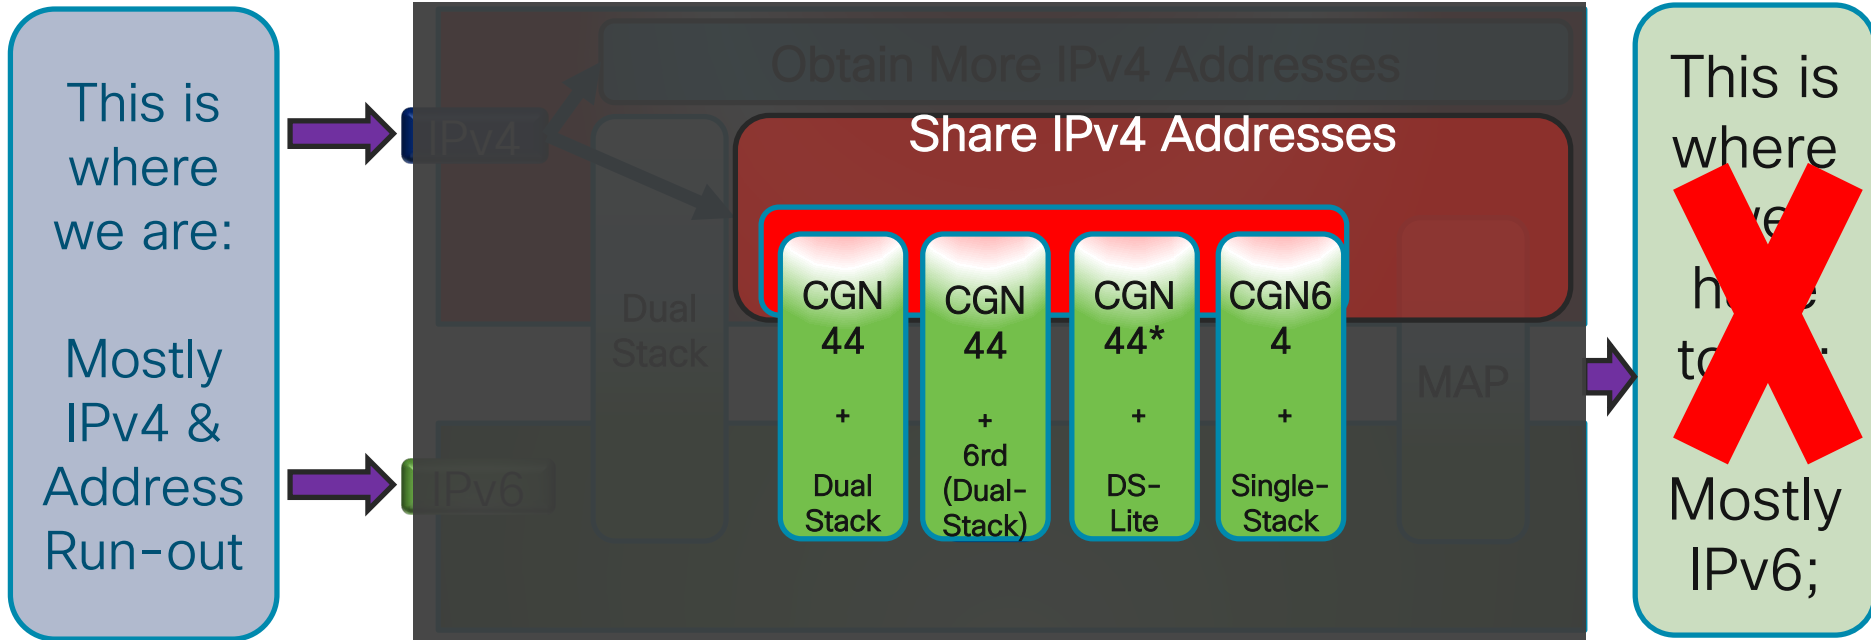 This is
where
we are:
Mostly
IPv4 &
Address
Run-out
IPv4
IPv6
Obtain More IPv4 Addresses
Share IPv4 Addresses
Dual
Stack
CGN
44
+
Dual
Stack
CGN
44
+
6rd
(Dual-
Stack)
CGN
44*
+
DS-
Lite
CGN6
4
+
Single-
Stack
MAP
This is
where
Mostly
IPv6;